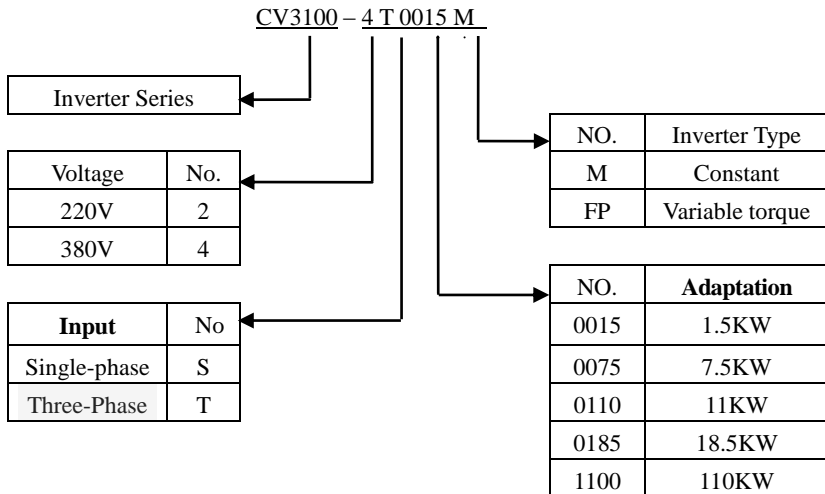 CV3100 – 4 T 0015 M
Inverter Series
Voltage No.
220V 2
380V 4
Input No
Single-phase S
Three-Phase T
NO. Inverter Type
M Constant
FP Variable torque
NO. Adaptation
0015 1.5KW
0075 7.5KW
0110 11KW
0185 18.5KW
1100 110KW